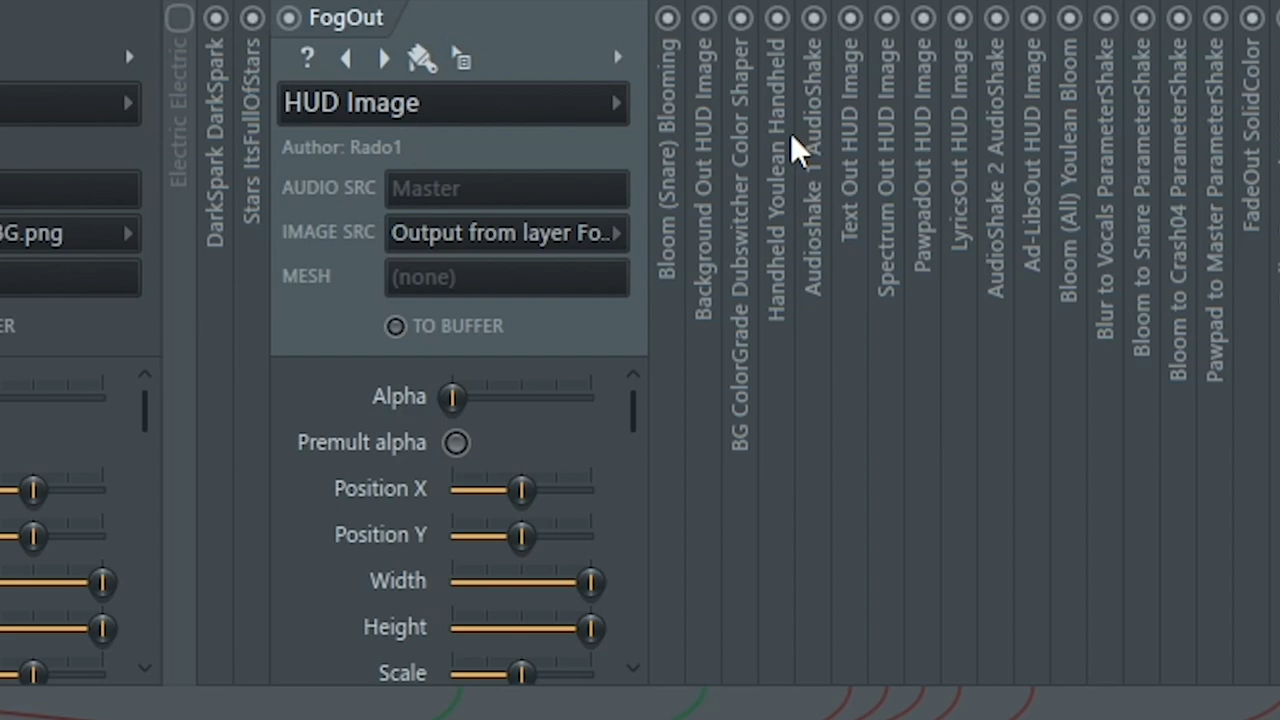 BG.png
ER
Electric Electric
DarkSpark DarkSpark
Stars ItsFullOfStars
FogOut
?
HUD Image
Author: Rado1
AUDIO SRC Master
IMAGE SRC Output from layer Fo..
MESH (none)
TO BUFFER
Alpha
Premult alpha
Position X
Position Y
Width
Height
Scale
Bloom (Snare) Blooming
Background Out HUD Image
BG ColorGrade Dubswitcher Color Shaper
Handheld Youlean Handheld
Audioshake 1 AudioShake
Text Out HUD Image
Spectrum Out HUD Image
PawpadOut HUD Image
LyricsOut HUD Image
AudioShake 2 AudioShake
Ad-LibsOut HUD Image
Bloom (All) Youlean Bloom
Blur to Vocals ParameterShake
Bloom to Snare ParameterShake
Bloom to Crash04 ParameterShake
Pawpad to Master ParameterShake
FadeOut SolidColor